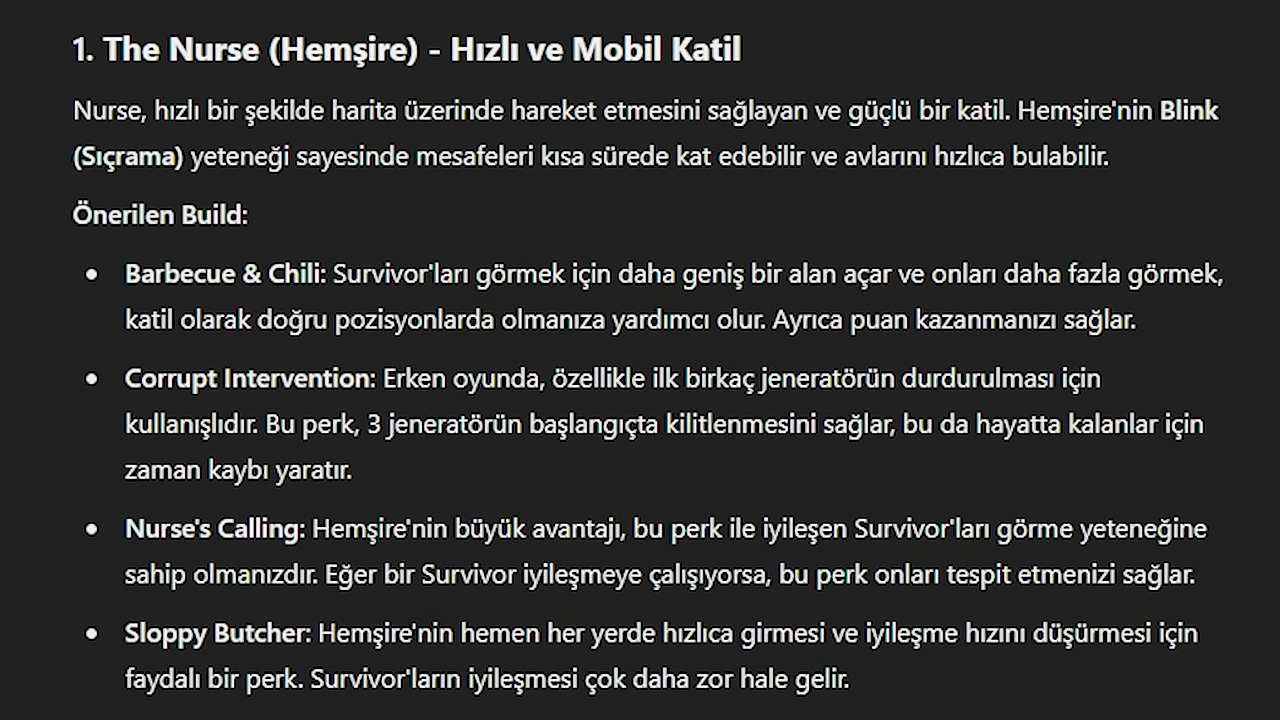 1. The Nurse (Hemşire) - Hızlı ve Mobil Katil
Nurse, hızlı bir şekilde harita üzerinde hareket etmesini sağlayan ve güçlü bir katil. Hemşire'nin Blink
(Sıçrama) yeteneği sayesinde mesafeleri kısa sürede kat edebilir ve avlarını hızlıca bulabilir.
Önerilen Build:
• Barbecue & Chili: Survivor'ları görmek için daha geniş bir alan açar ve onları daha fazla görmek,
katil olarak doğru pozisyonlarda olmanıza yardımcı olur. Ayrıca puan kazanmanızı sağlar.
• Corrupt Intervention: Erken oyunda, özellikle ilk birkaç jeneratörün durdurulması için
kullanışlıdır. Bu perk, 3 jeneratörün başlangıçta kilitlenmesini sağlar, bu da hayatta kalanlar için
zaman kaybı yaratır.
• Nurse's Calling: Hemşire'nin büyük avantajı, bu perk ile iyileşen Survivor'ları görme yeteneğine
sahip olmanızdır. Eğer bir Survivor iyileşmeye çalışıyorsa, bu perk onları tespit etmenizi sağlar.
• Sloppy Butcher: Hemşire'nin hemen her yerde hızlıca girmesi ve iyileşme hızını düşürmesi için
faydalı bir perk. Survivor'ların iyileşmesi çok daha zor hale gelir.